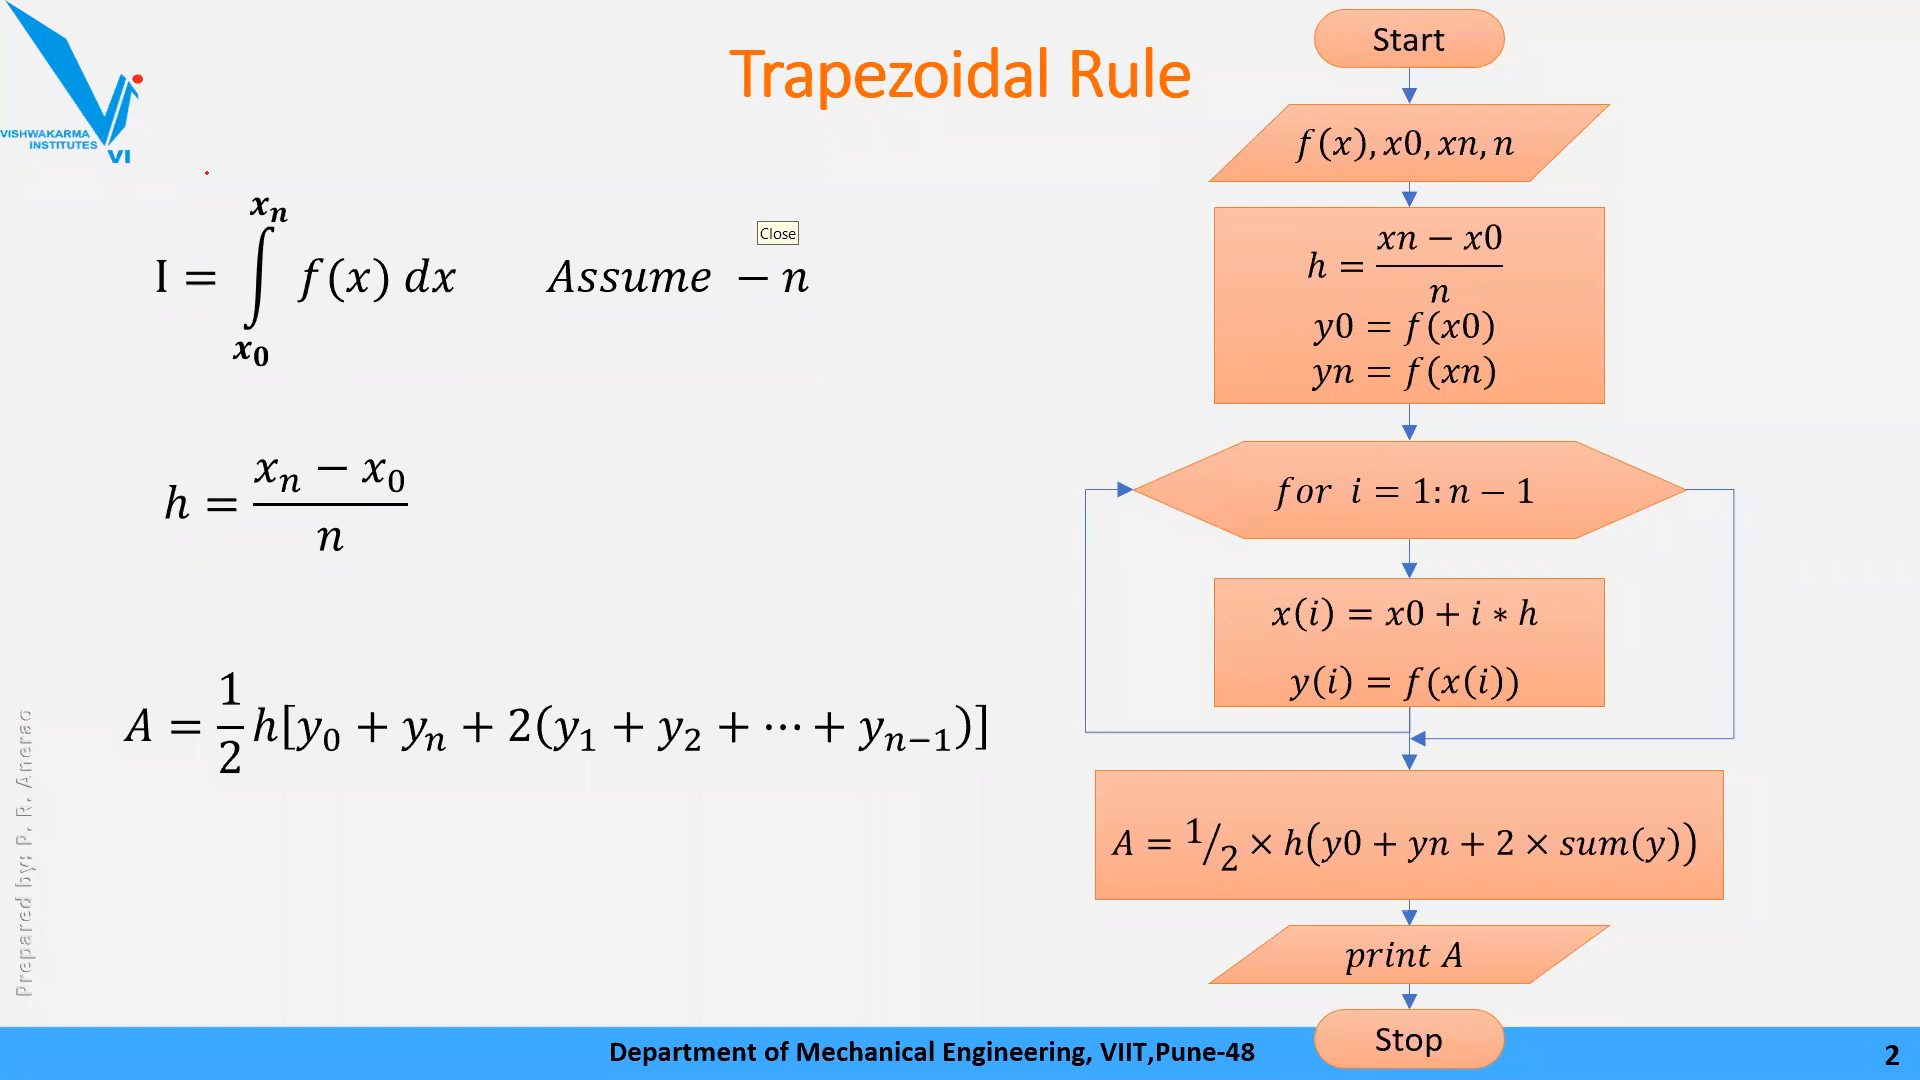 VISHWAKARMA
INSTITUTES
VI
Trapezoidal Rule
I = ∫ₓ₀^xₙ f(x) dx    Assume − n
Close
h = (xₙ − x₀)/n
A = 1/2 h[y₀ + yₙ + 2(y₁ + y₂ + ⋯ + yₙ₋₁)]
Start
f(x), x0, xn, n
h = (xn − x0)/n
y0 = f(x0)
yn = f(xn)
for i = 1: n − 1
x(i) = x0 + i ∗ h
y(i) = f(x(i))
A = 1/2 × h(y0 + yn + 2 × sum(y))
print A
Stop
Prepared by: P. R. Anerao
Department of Mechanical Engineering, VIIT,Pune-48
2